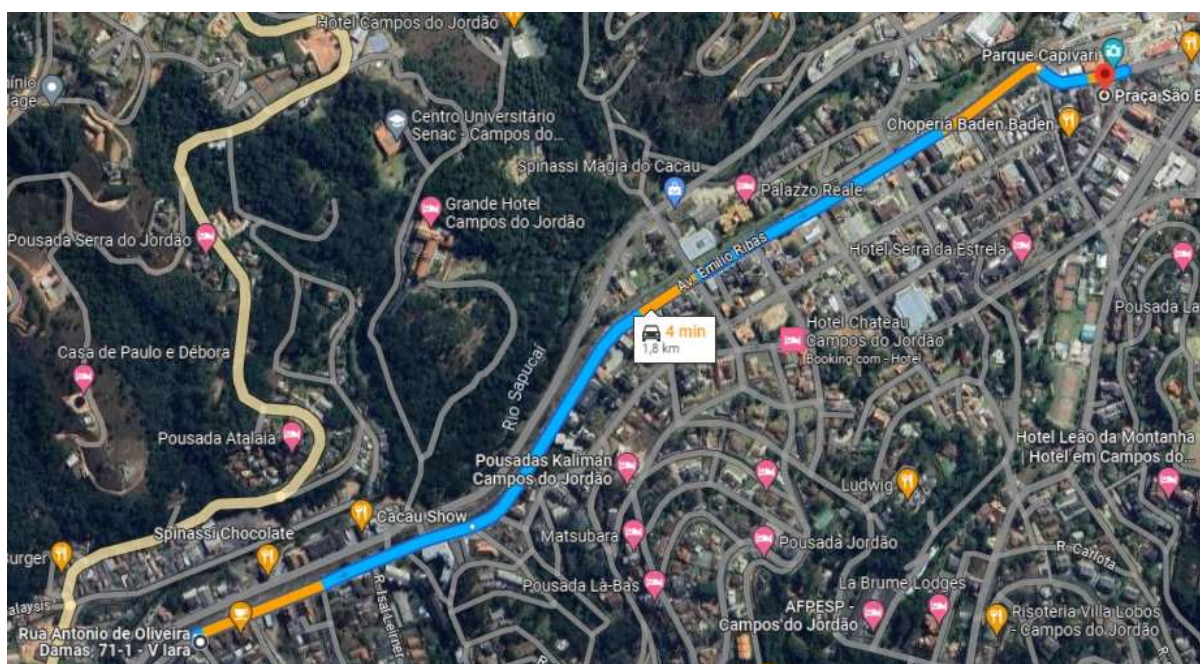 Hotel Campos do Jordão
Parque Capivari
Praça São B
Centro Universitário
Senac - Campos do...
Choperia Baden Baden
Spinassi Magia do Cacau
Palazzo Reale
Grande Hotel
Campos do Jordão
Pousada Serra do Jordão
Av. Emílio Ribas
Hotel Serra da Estrela
Pousada La
4 min
1,8 km
Hotel Chateau
Campos do Jordão
Booking.com - Hotel
Casa de Paulo e Débora
Rio Sapucaí
Pousada Atalaia
Pousadas Kaliman
Campos do Jordão
Hotel Leão da Montanha
Hotel em Campos do...
Ludwig
Cacau Show
Spinassi Chocolate
Matsubara
Pousada Jordão
Burger
R. Carlota
Pousada Là-Bas
La Brume Lodges
R. Isal Leirner
AFPESP -
Campos do Jordão
Risoteria Villa Lobos
- Campos do Jordão
Rua Antonio de Oliveira
Damas, 71-1 - V Iara